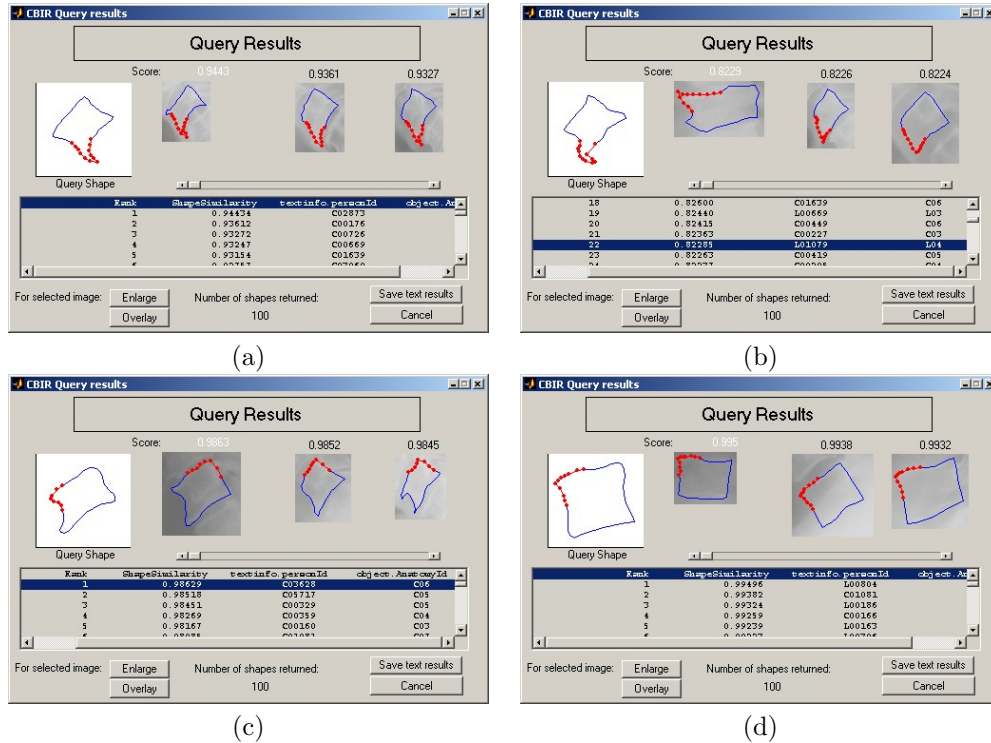 CBIR Query results
Query Results
Score: 0.9443 0.9361 0.9327
Query Shape
Rank ShapeSimilarity textinfo.personId object.An
1 0.94434 C02873
2 0.93612 C00176
3 0.93272 C00726
4 0.93247 C00669
5 0.93154 C01639
For selected image: Enlarge Number of shapes returned: Save text results
Overlay 100 Cancel
(a)
CBIR Query results
Query Results
Score: 0.8229 0.8226 0.8224
Query Shape
18 0.82600 C01639 C06
19 0.82440 L00669 L03
20 0.82415 C00449 C06
21 0.82363 C00227 C03
22 0.82285 L01079 L04
23 0.82263 C00419 C05
For selected image: Enlarge Number of shapes returned: Save text results
Overlay 100 Cancel
(b)
CBIR Query results
Query Results
Score: 0.9863 0.9852 0.9845
Query Shape
Rank ShapeSimilarity textinfo.personId object.AnatomyId
1 0.98629 C03628 C06
2 0.98518 C05717 C05
3 0.98451 C00329 C05
4 0.98269 C00359 C04
5 0.98167 C00160 C03
For selected image: Enlarge Number of shapes returned: Save text results
Overlay 100 Cancel
(c)
CBIR Query results
Query Results
Score: 0.995 0.9938 0.9932
Query Shape
Rank ShapeSimilarity textinfo.personId object.An
1 0.99496 L00804
2 0.99382 C01081
3 0.99324 L00186
4 0.99259 C00166
5 0.99239 L00163
For selected image: Enlarge Number of shapes returned: Save text results
Overlay 100 Cancel
(d)